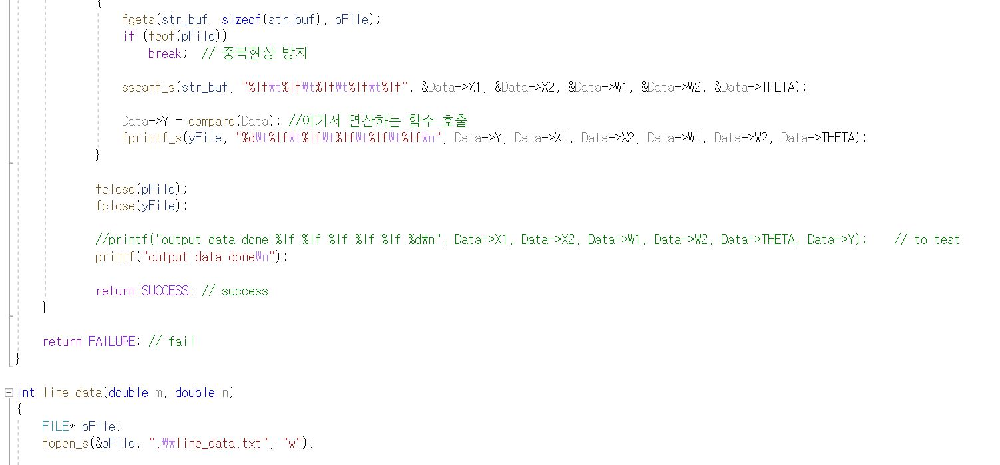 {
fgets(str_buf, sizeof(str_buf), pFile);
if (feof(pFile))
break; // 중복현상 방지
sscanf_s(str_buf, "%lf₩t%lf₩t%lf₩t%lf₩t%lf", &Data->X1, &Data->X2, &Data->W1, &Data->W2, &Data->THETA);
Data->Y = compare(Data); //여기서 연산하는 함수 호출
fprintf_s(yFile, "%d₩t%lf₩t%lf₩t%lf₩t%lf₩t%lf₩n", Data->Y, Data->X1, Data->X2, Data->W1, Data->W2, Data->THETA);
}
fclose(pFile);
fclose(yFile);
//printf("output data done %lf %lf %lf %lf %lf %d₩n", Data->X1, Data->X2, Data->W1, Data->W2, Data->THETA, Data->Y); // to test
printf("output data done₩n");
return SUCCESS; // success
}
return FAILURE; // fail
}
int line_data(double m, double n)
{
FILE* pFile;
fopen_s(&pFile, ".₩₩line_data.txt", "w");